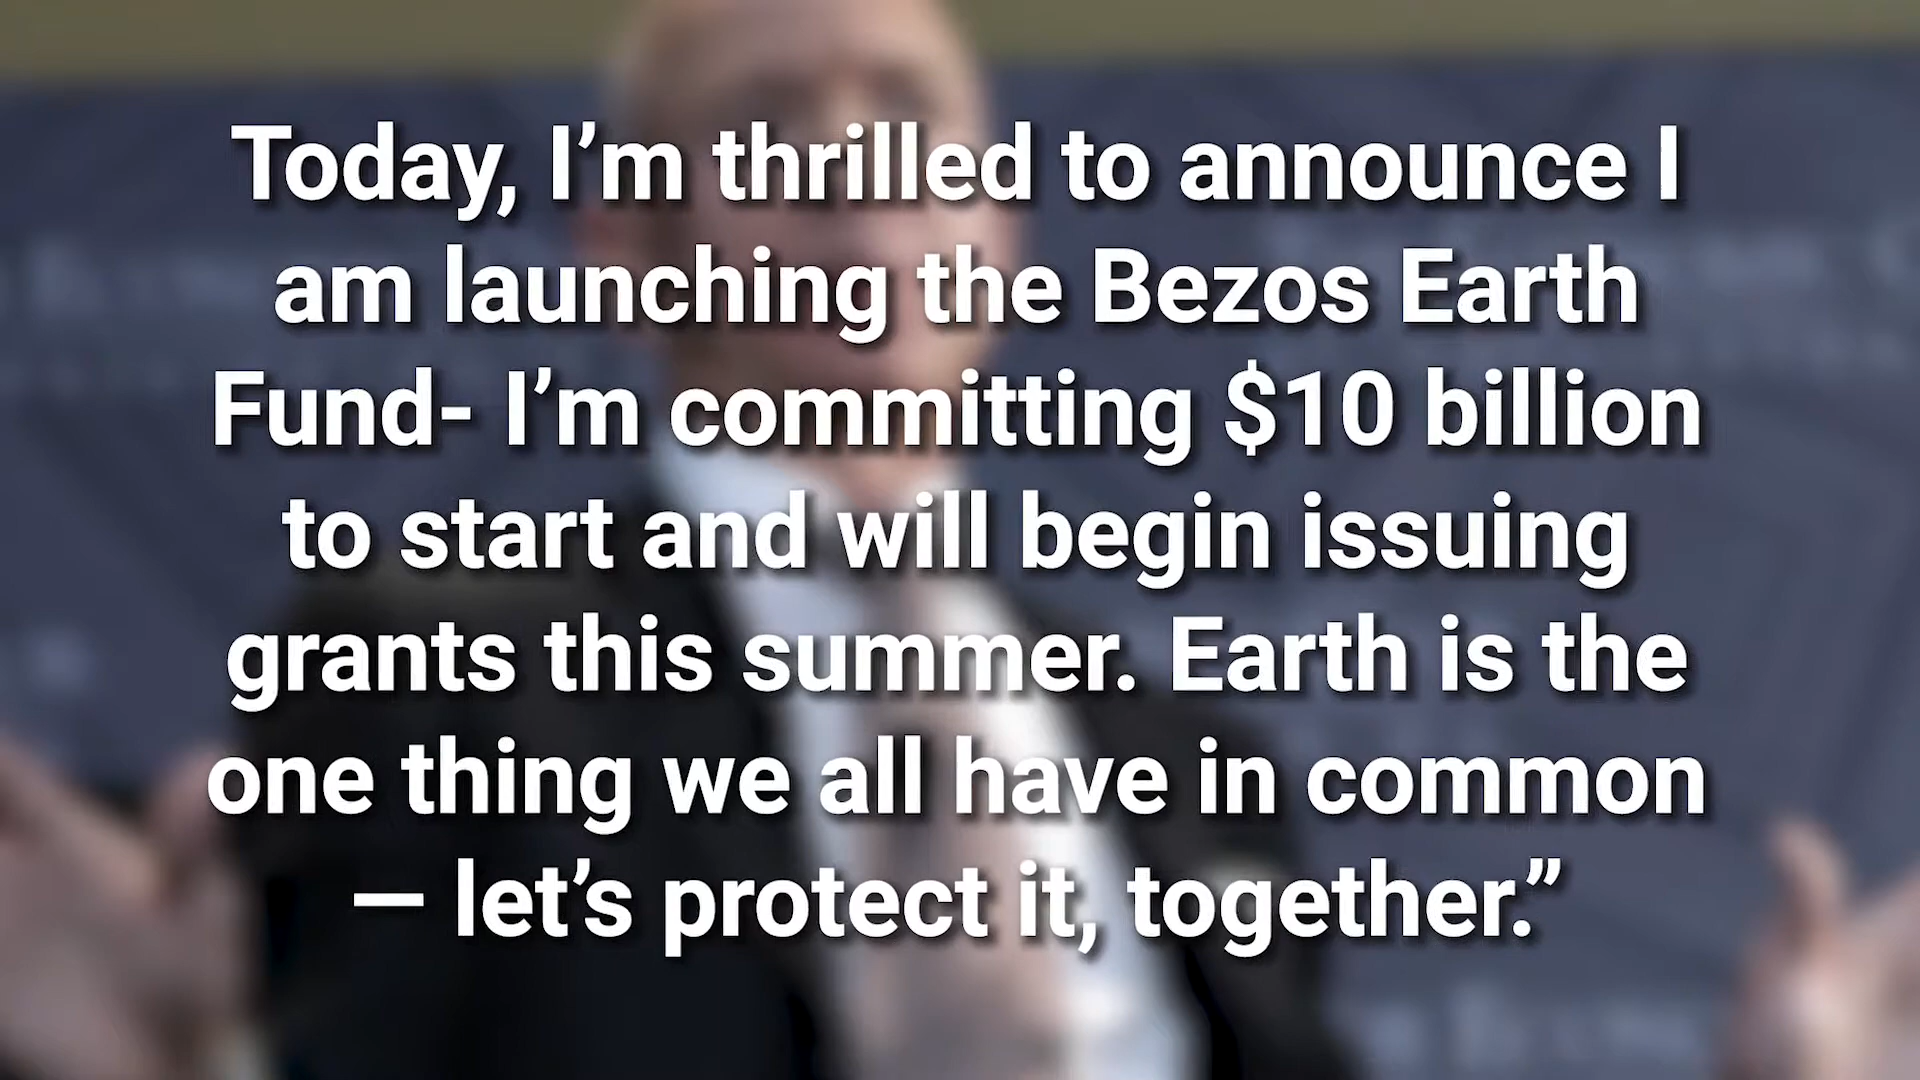 Today, I’m thrilled to announce I
am launching the Bezos Earth
Fund- I’m committing $10 billion
to start and will begin issuing
grants this summer. Earth is the
one thing we all have in common
— let’s protect it, together.”